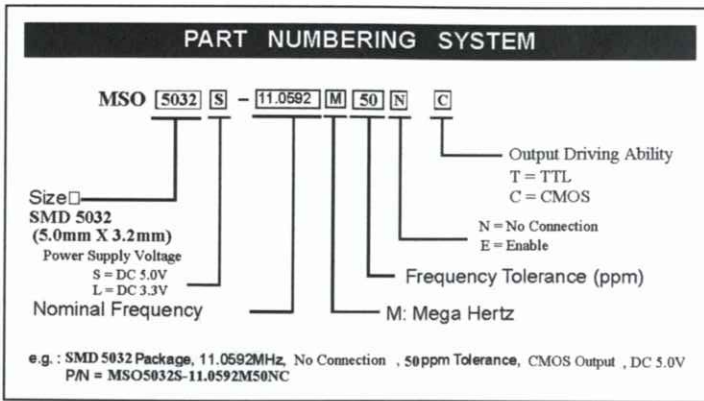 PART NUMBERING SYSTEM
MSO 5032 S - 11.0592 M 50 N C
Output Driving Ability
T = TTL
C = CMOS
Size□
SMD 5032
(5.0mm X 3.2mm)
N = No Connection
E = Enable
Power Supply Voltage
S = DC 5.0V
L = DC 3.3V
Frequency Tolerance (ppm)
Nominal Frequency
M: Mega Hertz
e.g. : SMD 5032 Package, 11.0592MHz, No Connection , 50ppm Tolerance, CMOS Output , DC 5.0V
P/N = MSO5032S-11.0592M50NC